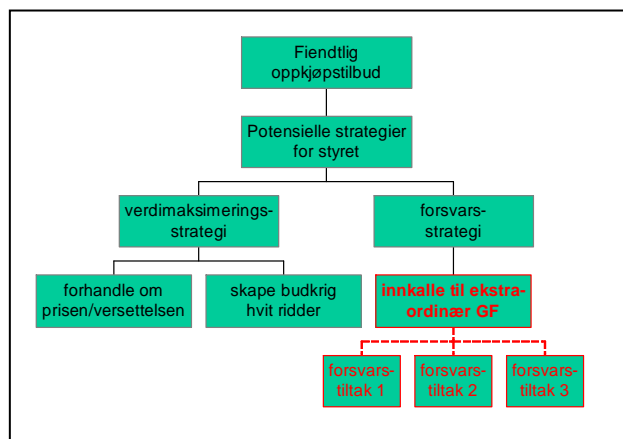 Fiendtlig
oppkjøpstilbud
Potensielle strategier
for styret
verdimaksimerings-
strategi
forsvars-
strategi
forhandle om
prisen/versettelsen
skape budkrig
hvit ridder
innkalle til ekstra-
ordinær GF
forsvars-
tiltak 1
forsvars-
tiltak 2
forsvars-
tiltak 3